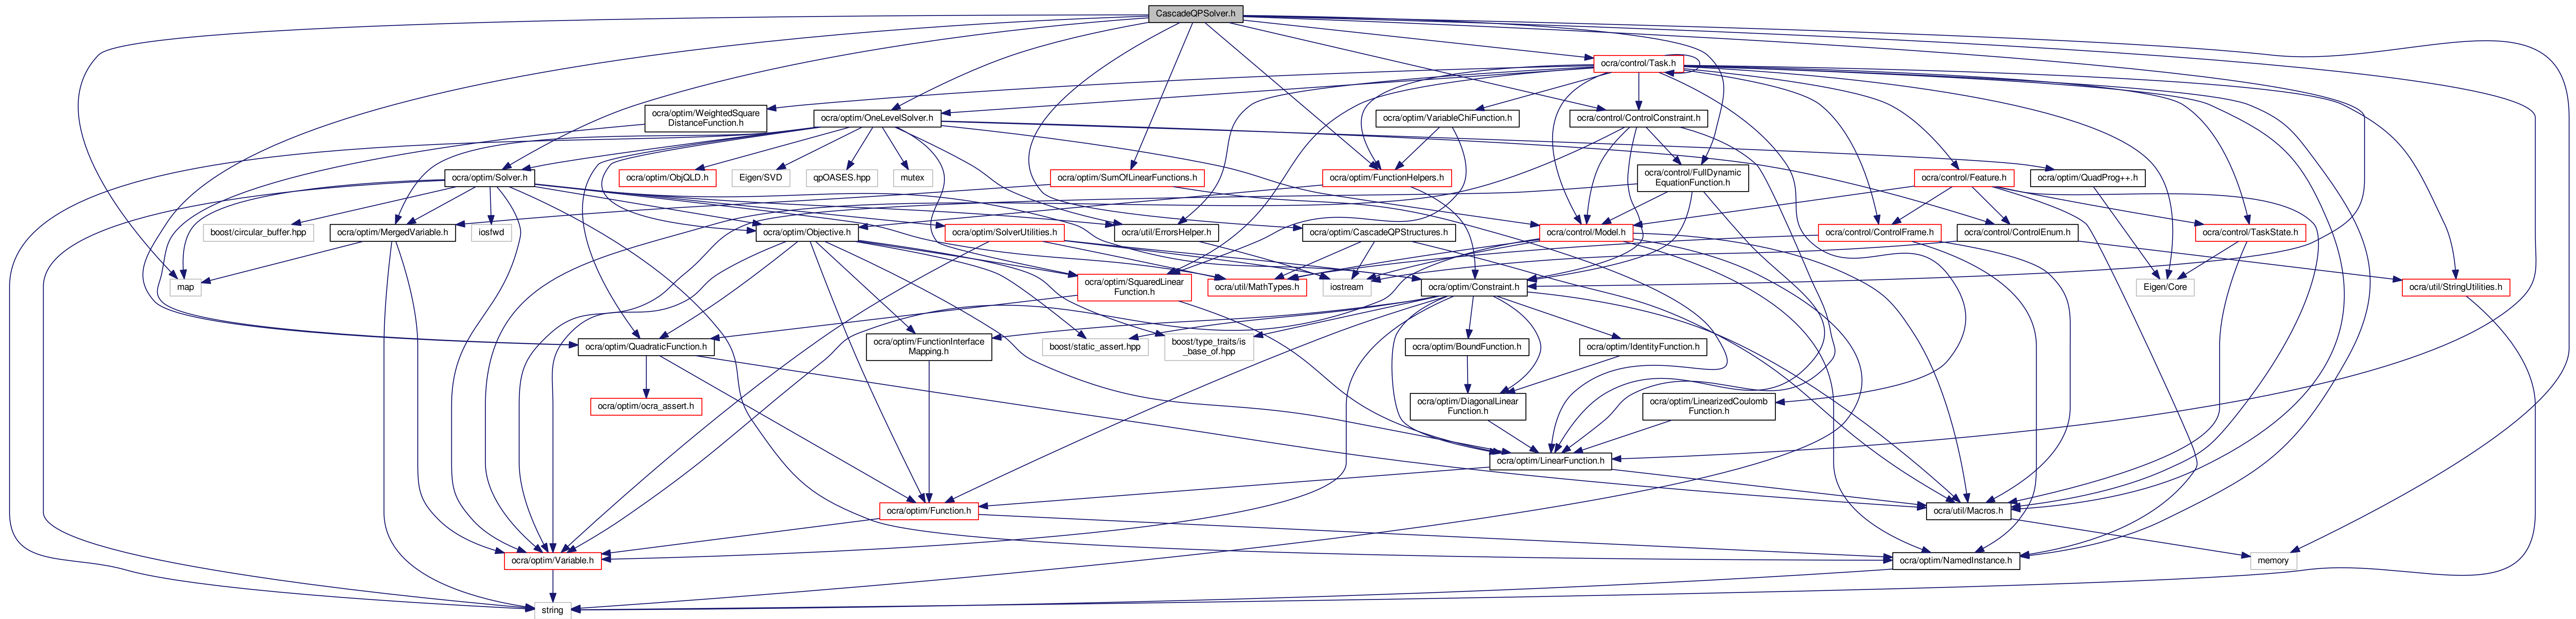 CascadeQPSolver.h
ocra/control/Task.h
ocra/optim/WeightedSquare
DistanceFunction.h
ocra/optim/OneLevelSolver.h
ocra/optim/VariableChiFunction.h
ocra/control/ControlConstraint.h
ocra/optim/Solver.h
ocra/optim/ObjQLD.h
Eigen/SVD
qpOASES.hpp
mutex
ocra/optim/SumOfLinearFunctions.h
ocra/optim/FunctionHelpers.h
ocra/control/FullDynamic
EquationFunction.h
ocra/control/Feature.h
ocra/optim/QuadProg++.h
boost/circular_buffer.hpp
ocra/optim/MergedVariable.h
iosfwd
ocra/optim/Objective.h
ocra/optim/SolverUtilities.h
ocra/util/ErrorsHelper.h
ocra/optim/CascadeQPStructures.h
ocra/control/Model.h
ocra/control/ControlFrame.h
ocra/control/ControlEnum.h
ocra/control/TaskState.h
map
ocra/optim/SquaredLinear
Function.h
ocra/util/MathTypes.h
iostream
ocra/optim/Constraint.h
Eigen/Core
ocra/util/StringUtilities.h
ocra/optim/QuadraticFunction.h
ocra/optim/FunctionInterface
Mapping.h
boost/static_assert.hpp
boost/type_traits/is
_base_of.hpp
ocra/optim/BoundFunction.h
ocra/optim/IdentityFunction.h
ocra/optim/ocra_assert.h
ocra/optim/DiagonalLinear
Function.h
ocra/optim/LinearizedCoulomb
Function.h
ocra/optim/LinearFunction.h
ocra/optim/Function.h
ocra/util/Macros.h
ocra/optim/Variable.h
ocra/optim/NamedInstance.h
memory
string